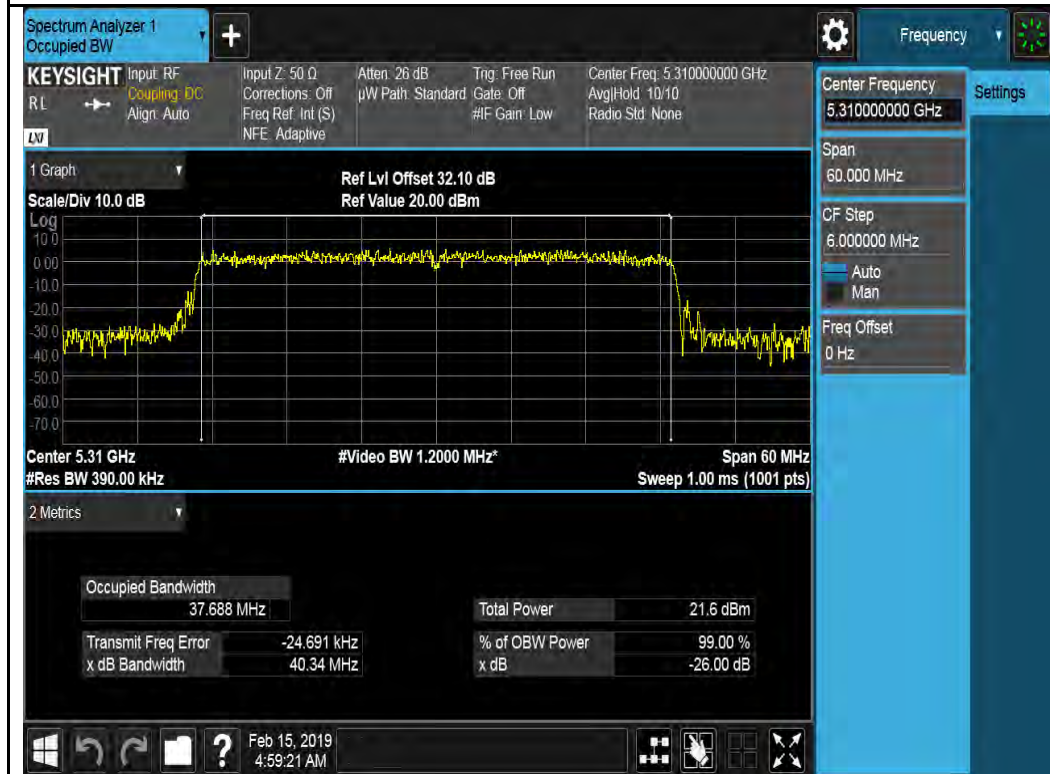 Spectrum Analyzer 1
Occupied BW
+
Frequency
KEYSIGHT
RL
LXI
Input: RF
Coupling: DC
Align: Auto
Input Z: 50 Ω
Corrections: Off
Freq Ref: Int (S)
NFE: Adaptive
Atten: 26 dB
µW Path: Standard
Trig: Free Run
Gate: Off
#IF Gain: Low
Center Freq: 5.310000000 GHz
Avg|Hold: 10/10
Radio Std: None
Center Frequency
5.310000000 GHz
Settings
Span
60.000 MHz
CF Step
6.000000 MHz
Auto
Man
Freq Offset
0 Hz
1 Graph
Scale/Div 10.0 dB
Ref Lvl Offset 32.10 dB
Ref Value 20.00 dBm
Log
10.0
0.00
-10.0
-20.0
-30.0
-40.0
-50.0
-60.0
-70.0
Center 5.31 GHz
#Video BW 1.2000 MHz*
Span 60 MHz
#Res BW 390.00 kHz
Sweep 1.00 ms (1001 pts)
2 Metrics
Occupied Bandwidth
37.688 MHz
Total Power 21.6 dBm
Transmit Freq Error -24.691 kHz
% of OBW Power 99.00 %
x dB Bandwidth 40.34 MHz
x dB -26.00 dB
?
Feb 15, 2019
4:59:21 AM